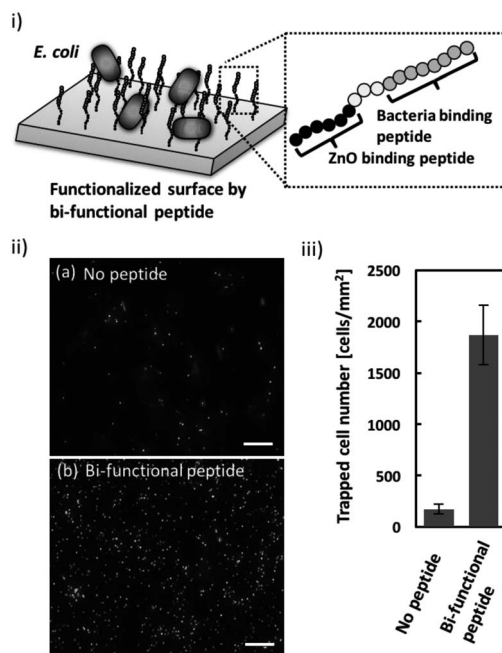 i)
E. coli
Bacteria binding
peptide
ZnO binding peptide
Functionalized surface by
bi-functional peptide
ii)
(a) No peptide
(b) Bi-functional peptide
iii)
Trapped cell number [cells/mm²]
2500
2000
1500
1000
500
0
No peptide
Bi-functional
peptide